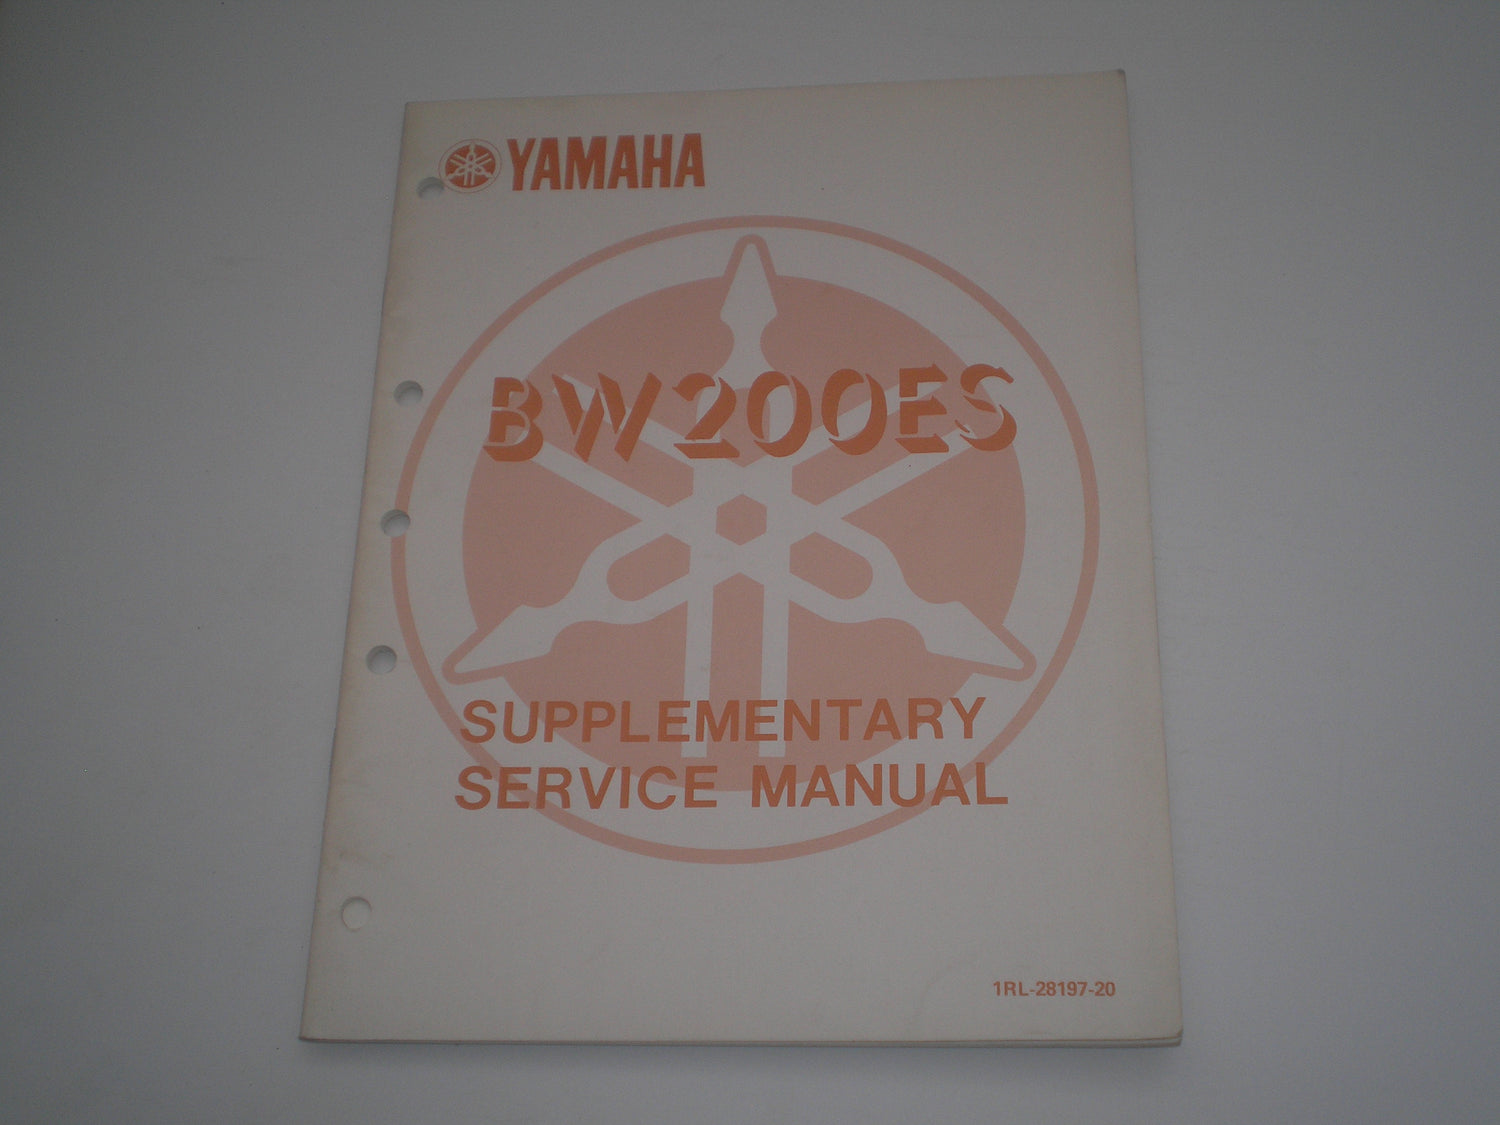 YAMAHA
BW200ES
SUPPLEMENTARY
SERVICE MANUAL
1RL-28197-20